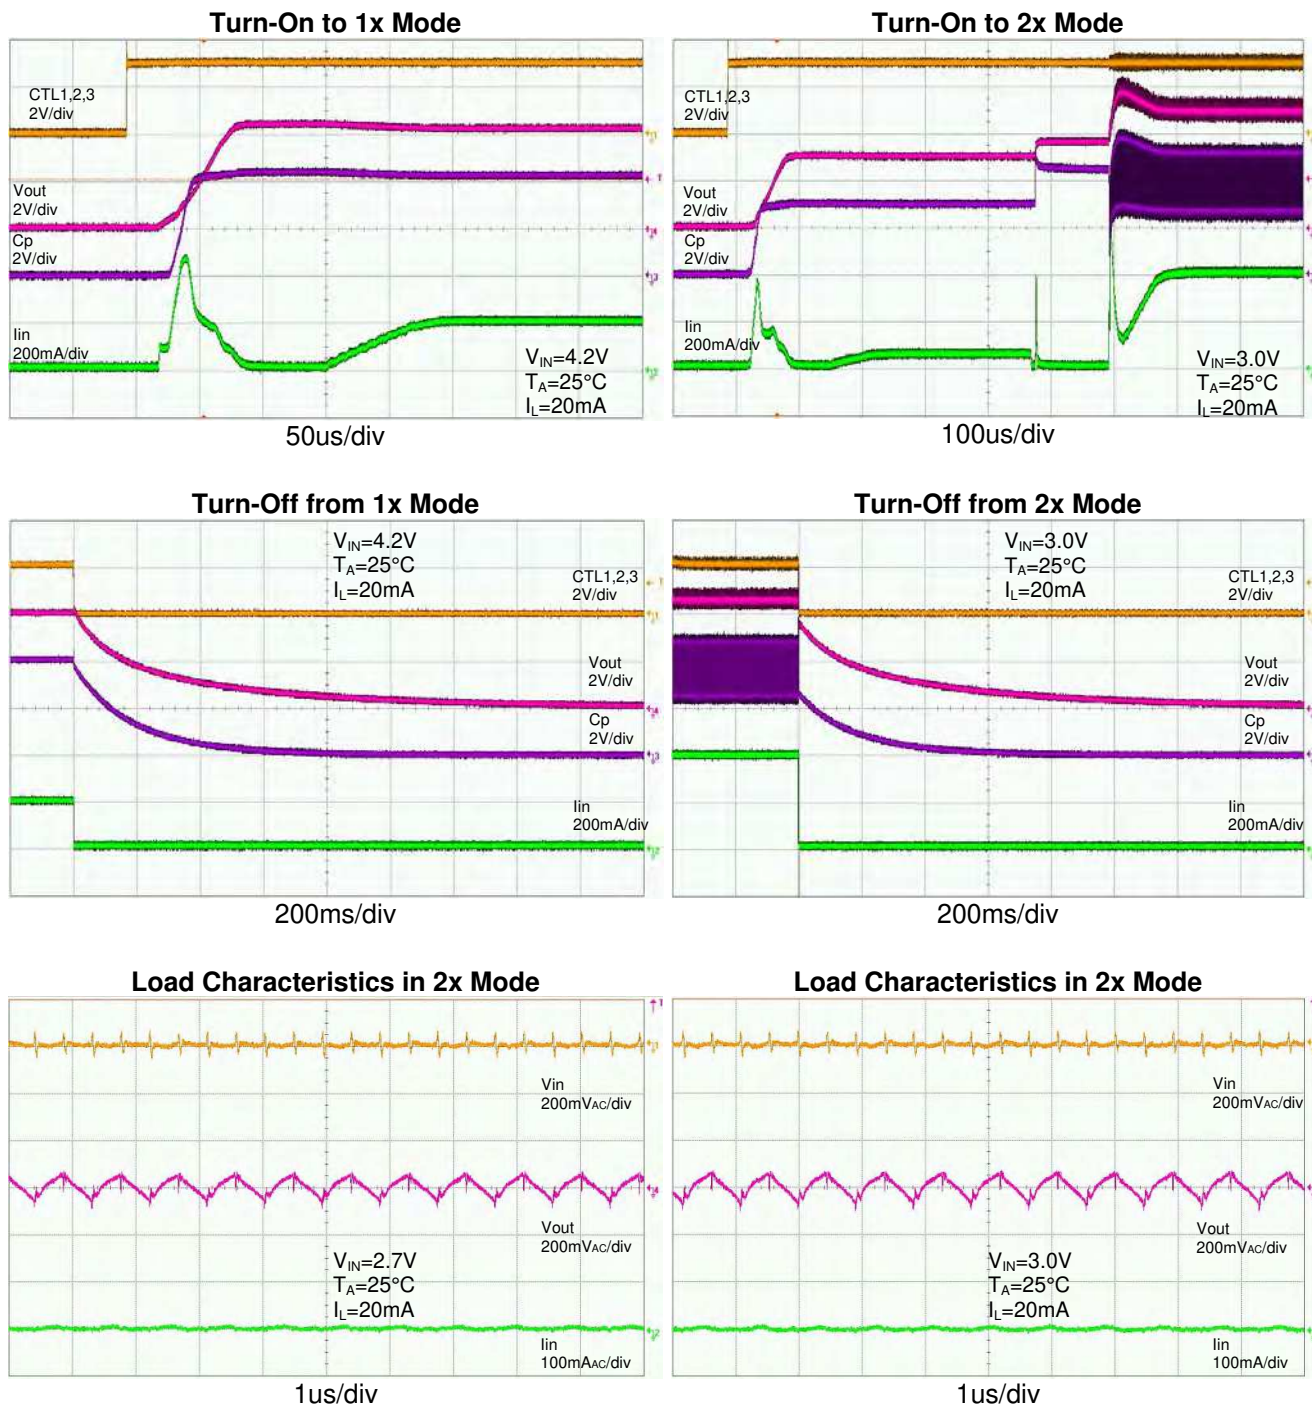 Turn-On to 1x Mode
CTL1,2,3
2V/div
Vout
2V/div
Cp
2V/div
Iin
200mA/div
VIN=4.2V
TA=25°C
IL=20mA
50us/div
Turn-On to 2x Mode
CTL1,2,3
2V/div
Vout
2V/div
Cp
2V/div
Iin
200mA/div
VIN=3.0V
TA=25°C
IL=20mA
100us/div
Turn-Off from 1x Mode
VIN=4.2V
TA=25°C
IL=20mA
CTL1,2,3
2V/div
Vout
2V/div
Cp
2V/div
Iin
200mA/div
200ms/div
Turn-Off from 2x Mode
VIN=3.0V
TA=25°C
IL=20mA
CTL1,2,3
2V/div
Vout
2V/div
Cp
2V/div
Iin
200mA/div
200ms/div
Load Characteristics in 2x Mode
Vin
200mVAC/div
Vout
200mVAC/div
VIN=2.7V
TA=25°C
IL=20mA
Iin
100mAAC/div
1us/div
Load Characteristics in 2x Mode
Vin
200mVAC/div
Vout
200mVAC/div
VIN=3.0V
TA=25°C
IL=20mA
Iin
100mA/div
1us/div